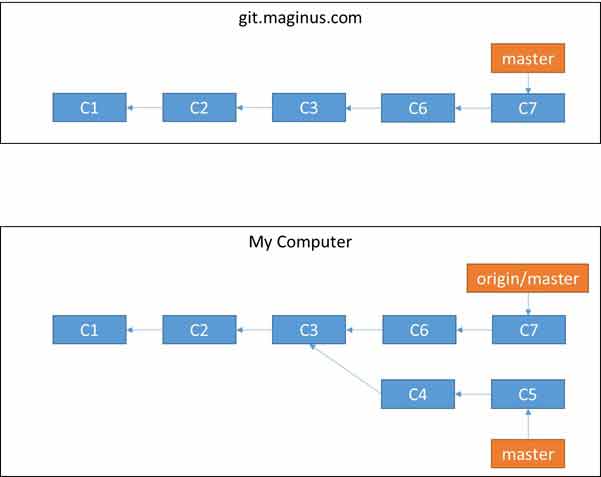 git.maginus.com
master
C1 C2 C3 C6 C7
My Computer
origin/master
C1 C2 C3 C6 C7
C4 C5
master